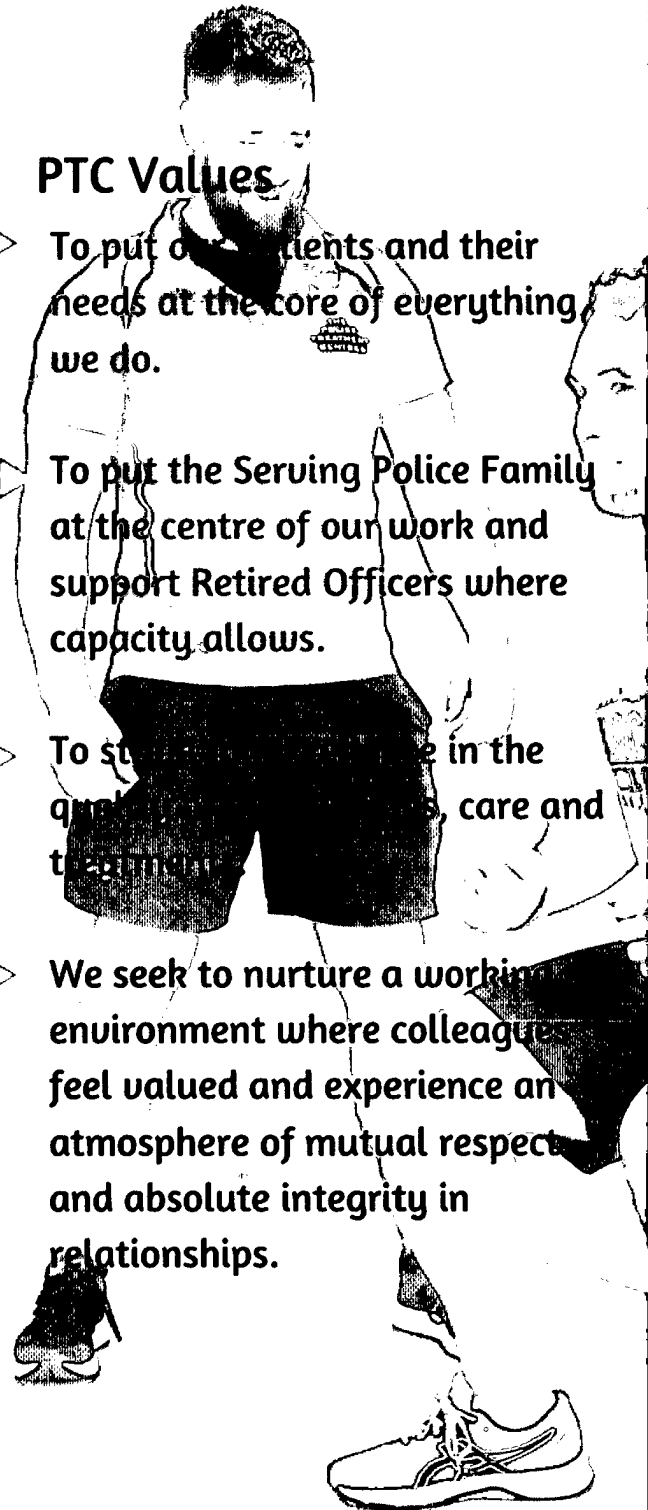 PTC Values
To put our patients and their
needs at the core of everything
we do.
To put the Serving Police Family
at the centre of our work and
support Retired Officers where
capacity allows.
To in the
care and
We seek to nurture a working
environment where colleagues
feel valued and experience an
atmosphere of mutual respect
and absolute integrity in
relationships.